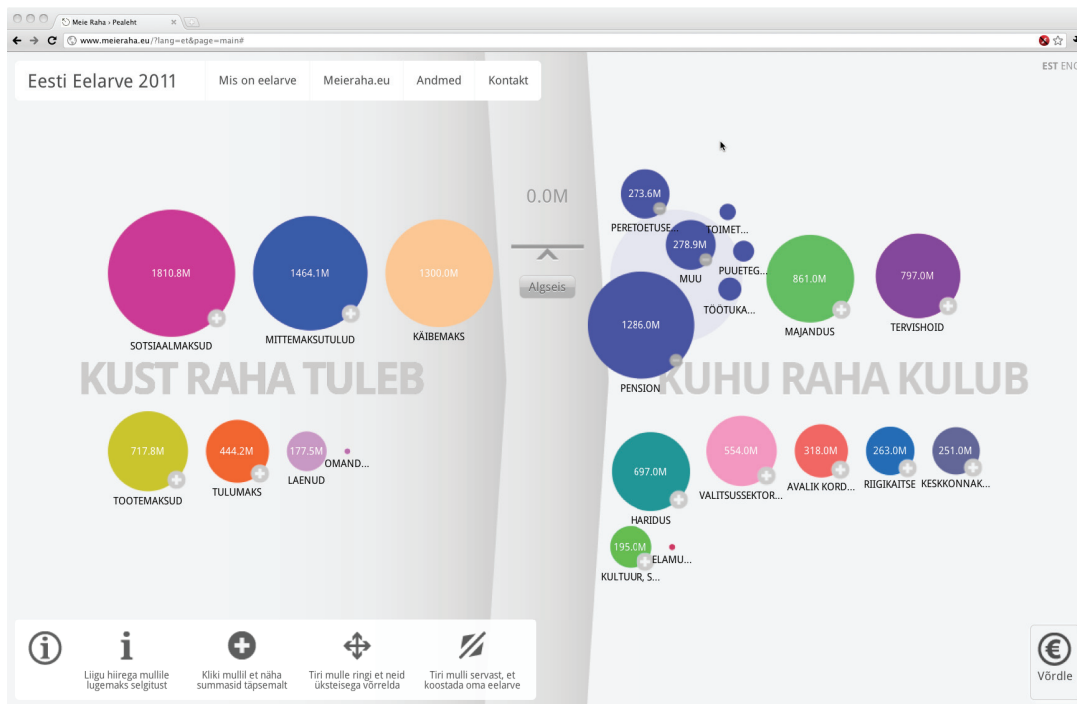 Meie Raha › Pealeht
www.meieraha.eu/?lang=et&page=main#
EST ENG
Eesti Eelarve 2011
Mis on eelarve
Meieraha.eu
Andmed
Kontakt
0.0M
Algseis
KUST RAHA TULEB
1810.8M
SOTSIAALMAKSUD
1464.1M
MITTEMAKSUTULUD
1300.0M
KÄIBEMAKS
717.8M
TOOTEMAKSUD
444.2M
TULUMAKS
177.5M
LAENUD
OMAND...
KUHU RAHA KULUB
273.6M
PERETOETUSE...
TOIMET...
278.9M
MUU
PUUETEG...
TÖÖTUKA...
1286.0M
PENSION
861.0M
MAJANDUS
797.0M
TERVISHOID
697.0M
HARIDUS
554.0M
VALITSUSSEKTOR...
318.0M
AVALIK KORD...
263.0M
RIIGIKAITSE
251.0M
KESKKONNAK...
195.0M
KULTUUR, S...
ELAMU...
Liigu hiirega mullile
lugemaks selgitust
Kliki mullil et näha
summasid täpsemalt
Tiri mulle ringi et neid
üksteisega võrrelda
Tiri mulli servast, et
koostada oma eelarve
€
Võrdle